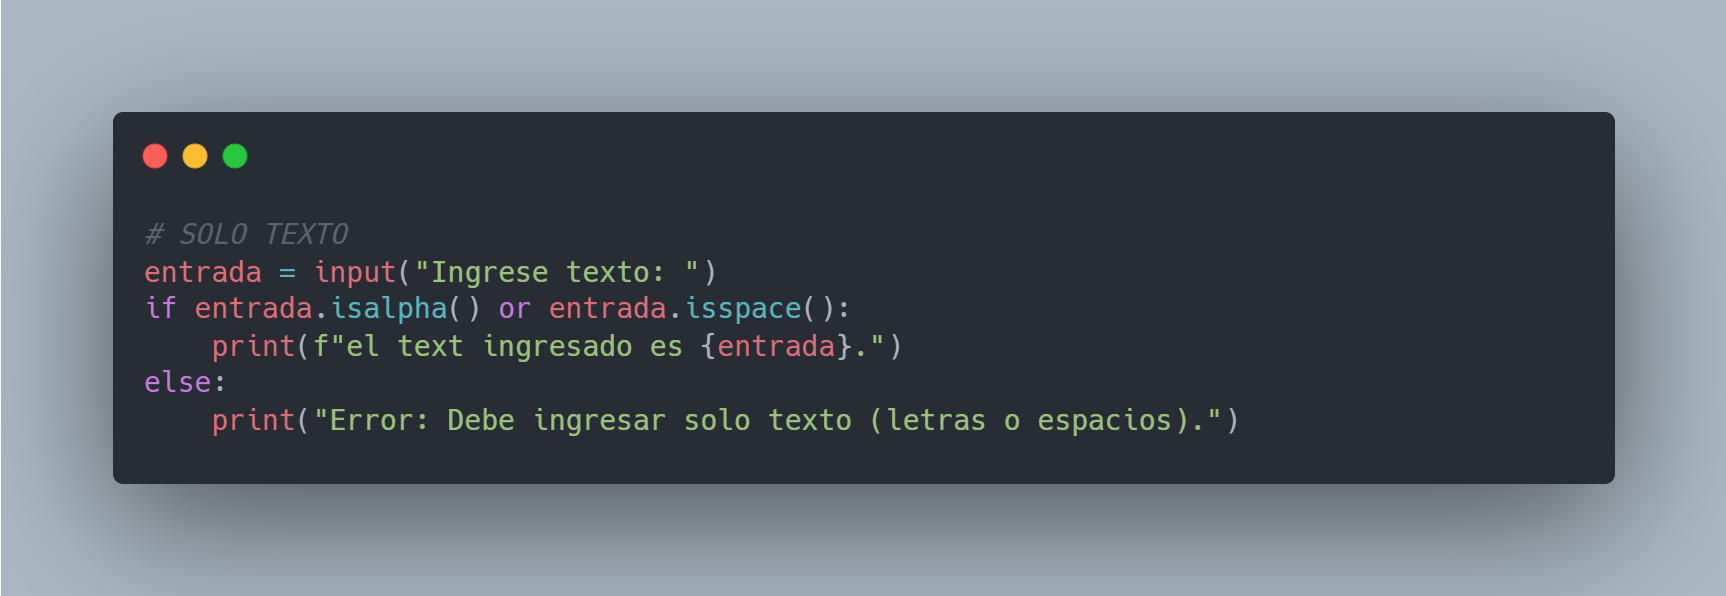 # SOLO TEXTO
entrada = input("Ingrese texto: ")
if entrada.isalpha() or entrada.isspace():
    print(f"el text ingresado es {entrada}.")
else:
    print("Error: Debe ingresar solo texto (letras o espacios).")